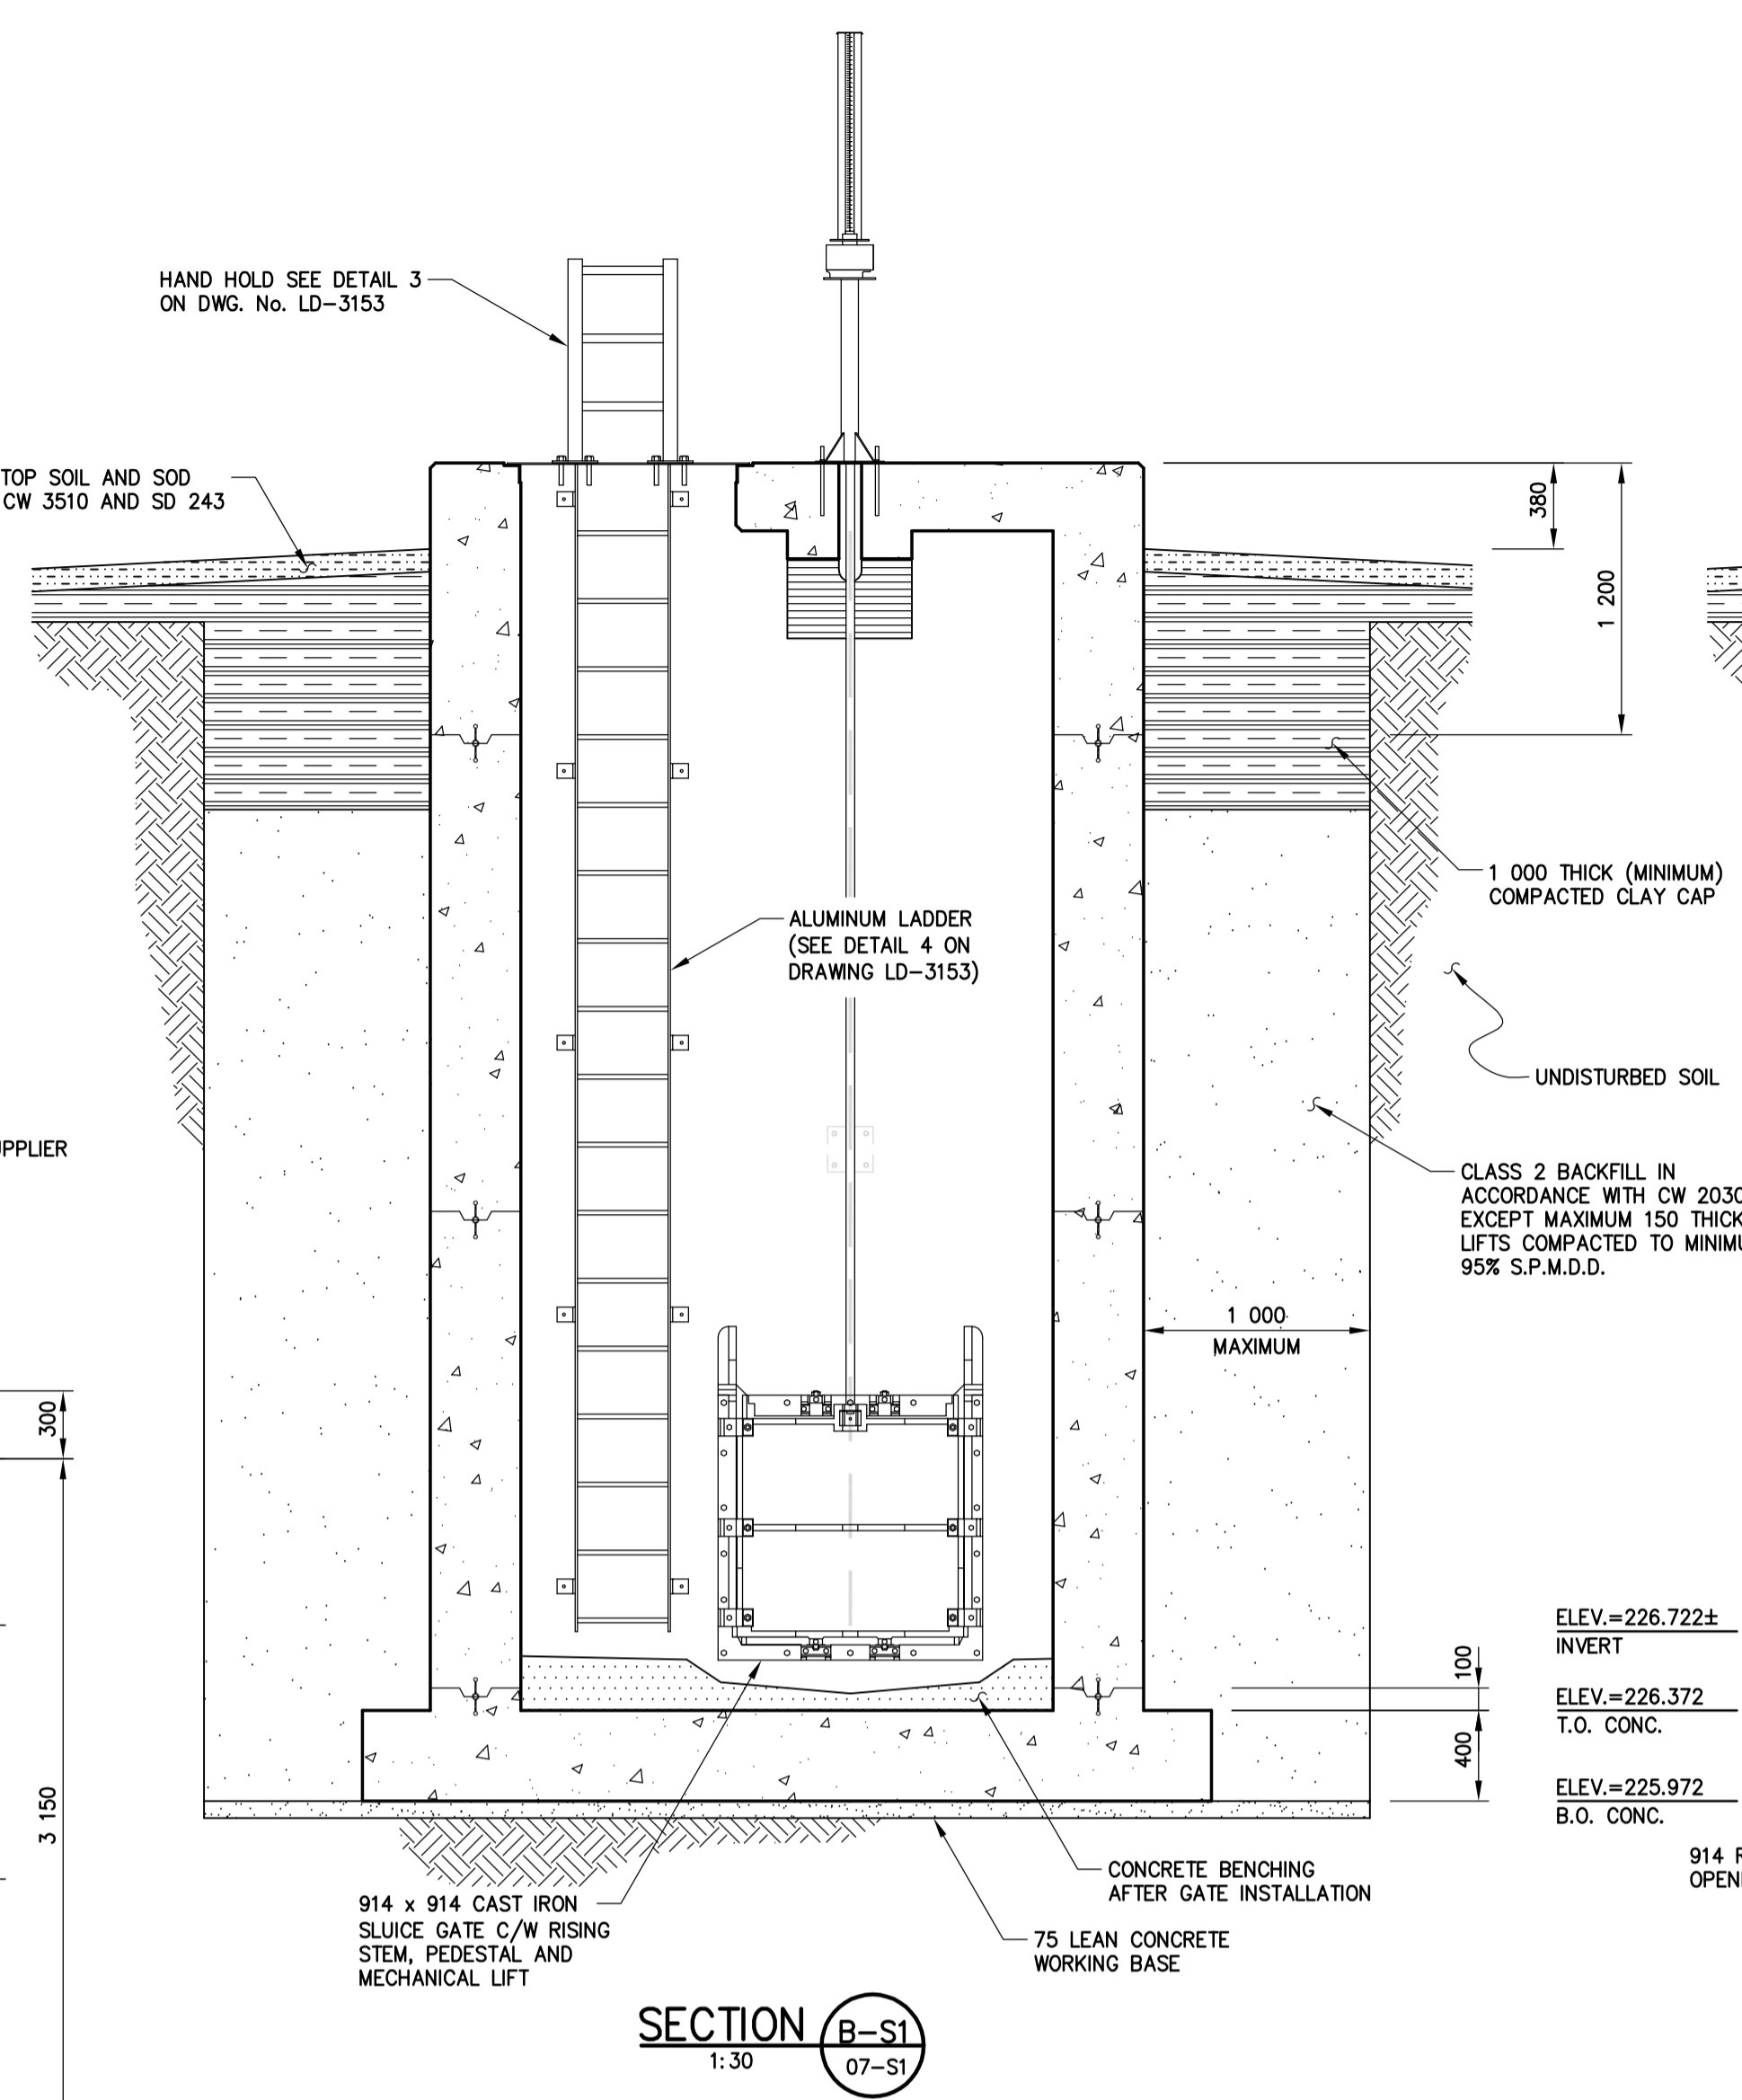 HAND HOLD SEE DETAIL 3
ON DWG. No. LD-3153
TOP SOIL AND SOD
CW 3510 AND SD 243
380
1 200
1 000 THICK (MINIMUM)
COMPACTED CLAY CAP
ALUMINUM LADDER
(SEE DETAIL 4 ON
DRAWING LD-3153)
UNDISTURBED SOIL
UPPLIER
CLASS 2 BACKFILL IN
ACCORDANCE WITH CW 2030
EXCEPT MAXIMUM 150 THICK
LIFTS COMPACTED TO MINIMU
95% S.P.M.D.D.
1 000
MAXIMUM
300
3 150
ELEV.=226.722±
INVERT
100
ELEV.=226.372
T.O. CONC.
400
ELEV.=225.972
B.O. CONC.
914 R
OPEN
CONCRETE BENCHING
AFTER GATE INSTALLATION
914 x 914 CAST IRON
SLUICE GATE C/W RISING
STEM, PEDESTAL AND
MECHANICAL LIFT
75 LEAN CONCRETE
WORKING BASE
SECTION B-S1
1:30 07-S1